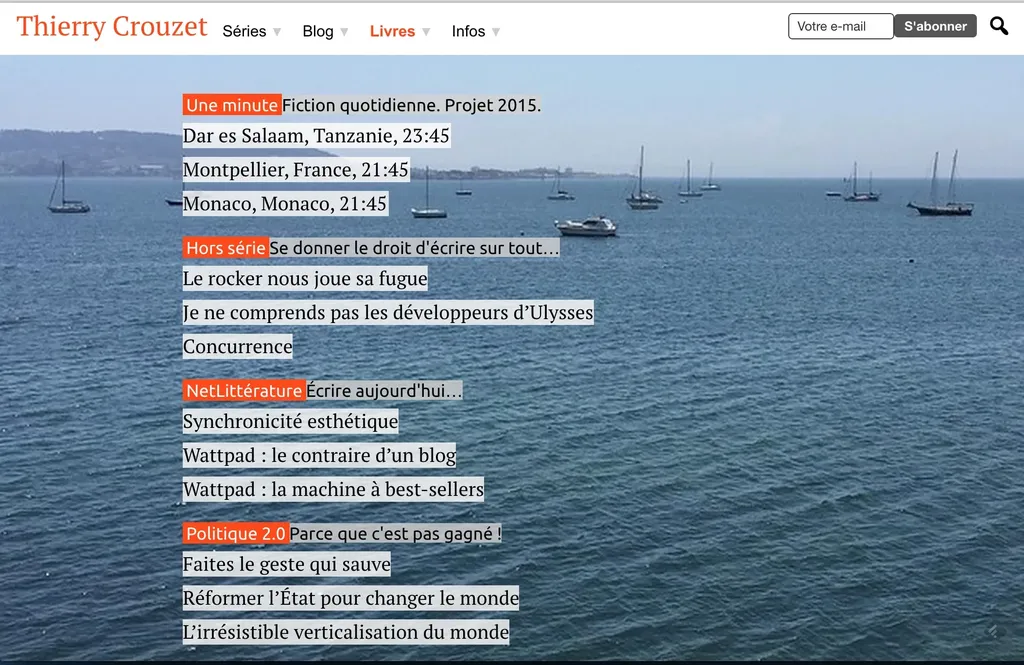 Thierry Crouzet Séries Blog Livres Infos Votre e-mail S'abonner
Une minute Fiction quotidienne. Projet 2015.
Dar es Salaam, Tanzanie, 23:45
Montpellier, France, 21:45
Monaco, Monaco, 21:45
Hors série Se donner le droit d'écrire sur tout…
Le rocker nous joue sa fugue
Je ne comprends pas les développeurs d’Ulysses
Concurrence
NetLittérature Écrire aujourd'hui…
Synchronicité esthétique
Wattpad : le contraire d’un blog
Wattpad : la machine à best-sellers
Politique 2.0 Parce que c'est pas gagné !
Faites le geste qui sauve
Réformer l’État pour changer le monde
L’irrésistible verticalisation du monde